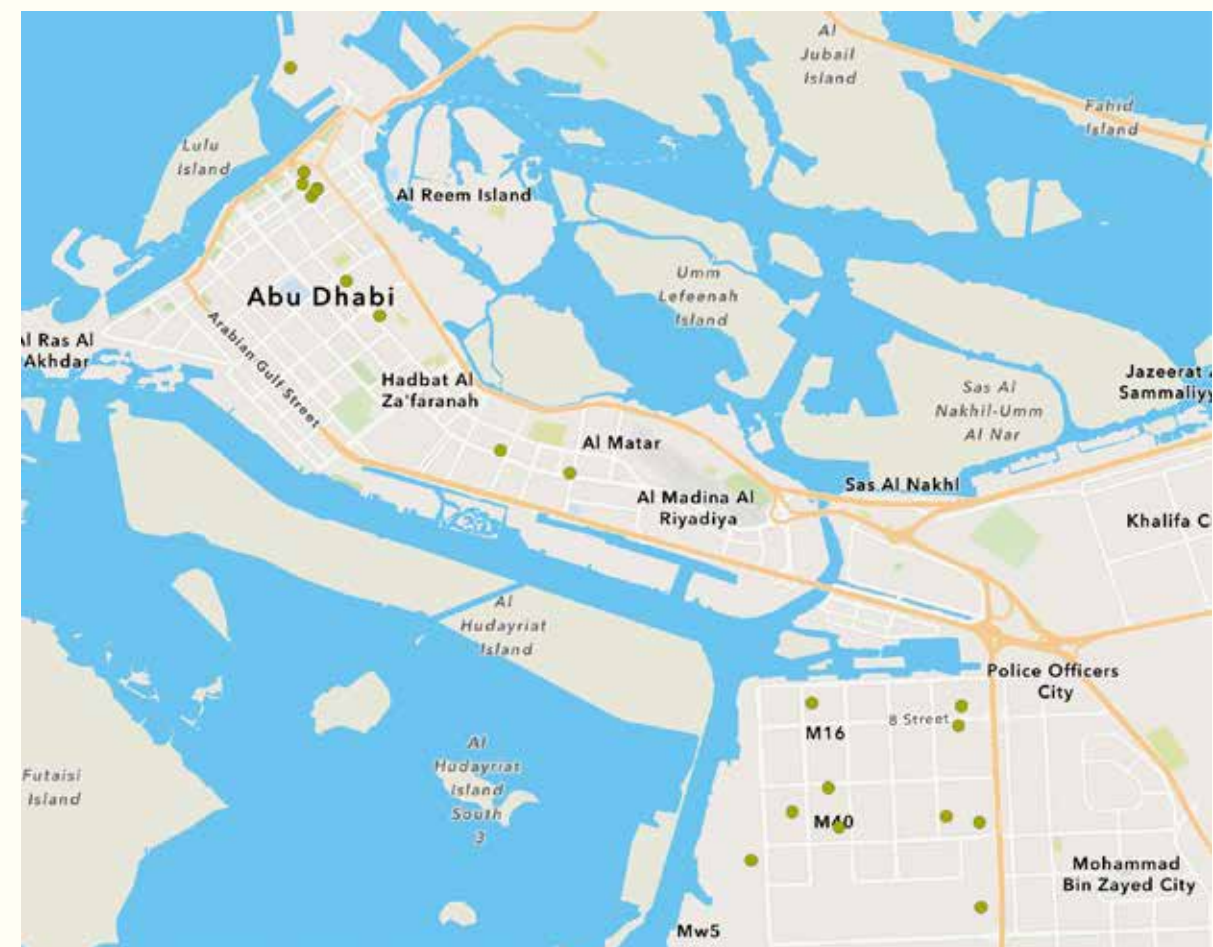 Al
Jubail
Island
Fahid
Island
Lulu
Island
Al Reem Island
Umm
Lefeenah
Island
Abu Dhabi
Arabian Gulf Street
Al Ras Al
Akhdar
Hadbat Al
Za'faranah
Sas Al
Nakhil-Umm
Al Nar
Jazeerat
Sammaliyy
Al Matar
Sas Al Nakhl
Al Madina Al
Riyadiya
Khalifa C
Al
Hudayriat
Island
Police Officers
City
8 Street
M16
Al
Hudayriat
Island
South
3
Futaisi
Island
M40
Mohammad
Bin Zayed City
Mw5